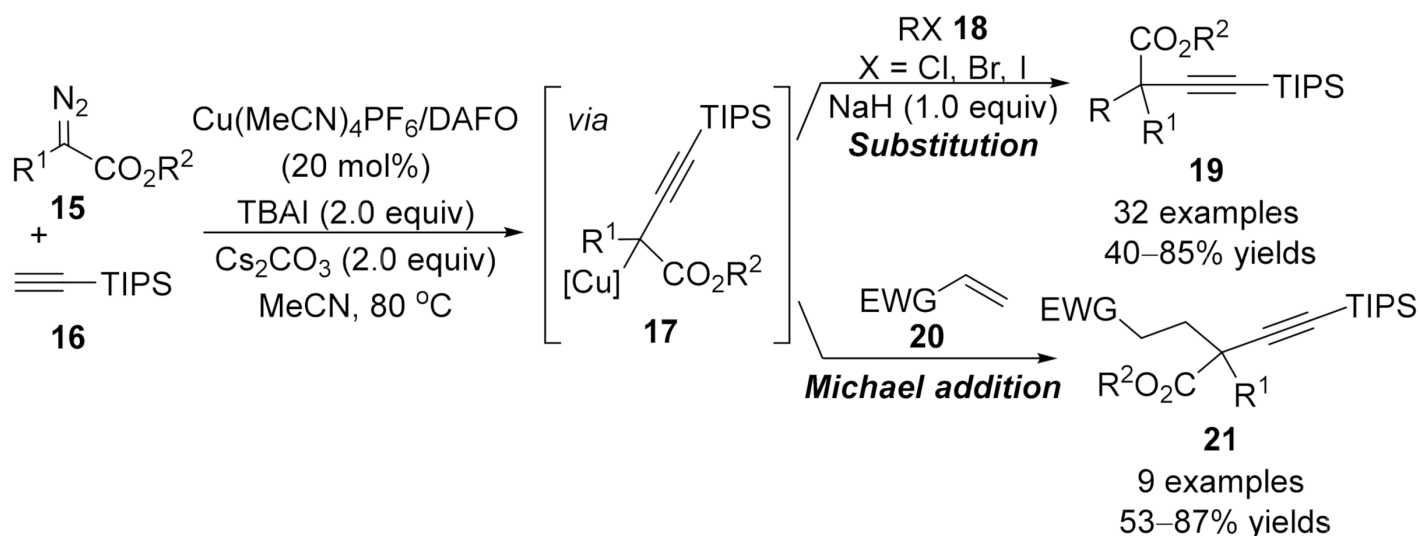 N₂
R¹
CO₂R²
15
+
TIPS
16
Cu(MeCN)₄PF₆/DAFO
(20 mol%)
TBAI (2.0 equiv)
Cs₂CO₃ (2.0 equiv)
MeCN, 80 °C
via
TIPS
R¹
[Cu]
CO₂R²
17
RX 18
X = Cl, Br, I
NaH (1.0 equiv)
Substitution
CO₂R²
TIPS
R
R¹
19
32 examples
40–85% yields
EWG
20
Michael addition
EWG
TIPS
R²O₂C
R¹
21
9 examples
53–87% yields